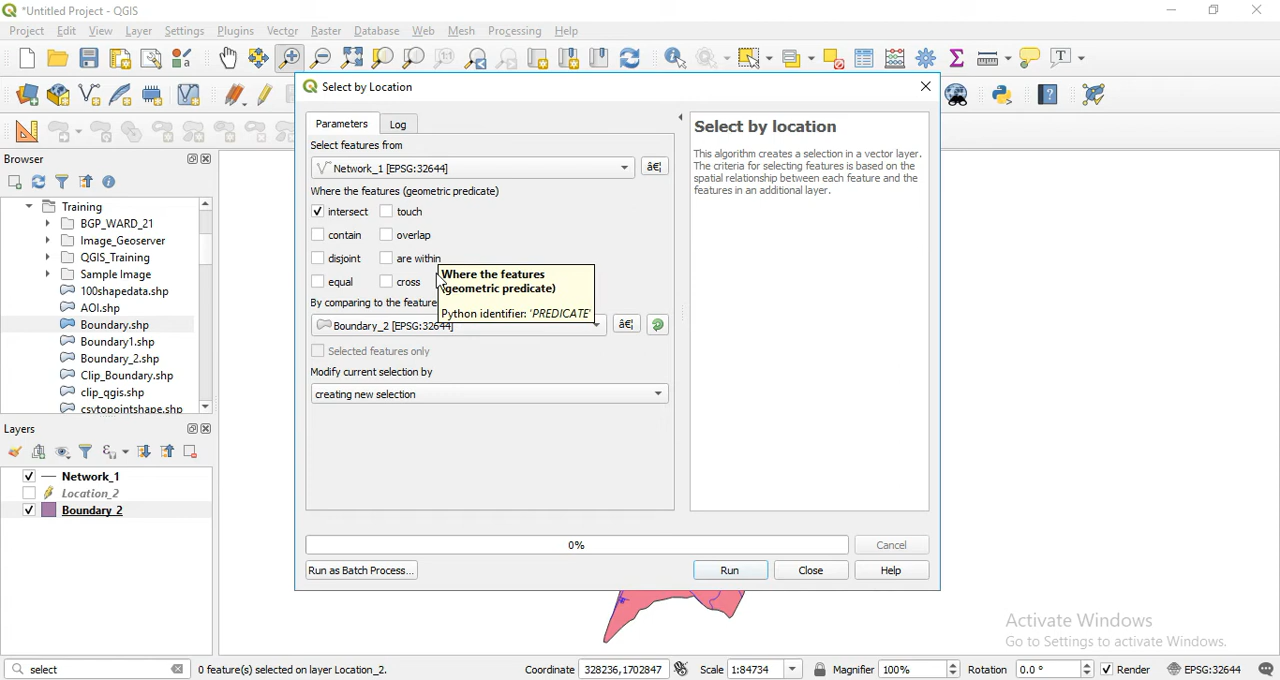 *Untitled Project - QGIS
Project Edit View Layer Settings Plugins Vector Raster Database Web Mesh Processing Help
Select by Location
Parameters Log
Select features from
Network_1 [EPSG:32644]
â€¦
Where the features (geometric predicate)
intersect touch
contain overlap
disjoint are within
equal cross
Where the features
(geometric predicate)
Python identifier: 'PREDICATE'
By comparing to the feature
Boundary_2 [EPSG:32644]
â€¦
Selected features only
Modify current selection by
creating new selection
Select by location
This algorithm creates a selection in a vector layer.
The criteria for selecting features is based on the
spatial relationship between each feature and the
features in an additional layer.
0%
Cancel
Run as Batch Process...
Run
Close
Help
Browser
Training
BGP_WARD_21
Image_Geoserver
QGIS_Training
Sample Image
100shapedata.shp
AOI.shp
Boundary.shp
Boundary1.shp
Boundary_2.shp
Clip_Boundary.shp
clip_qgis.shp
csvtopointshape.shp
Layers
Network_1
Location_2
Boundary_2
Activate Windows
Go to Settings to activate Windows.
select
0 feature(s) selected on layer Location_2.
Coordinate 328236,1702847 Scale 1:84734 Magnifier 100% Rotation 0.0 ° Render EPSG:32644